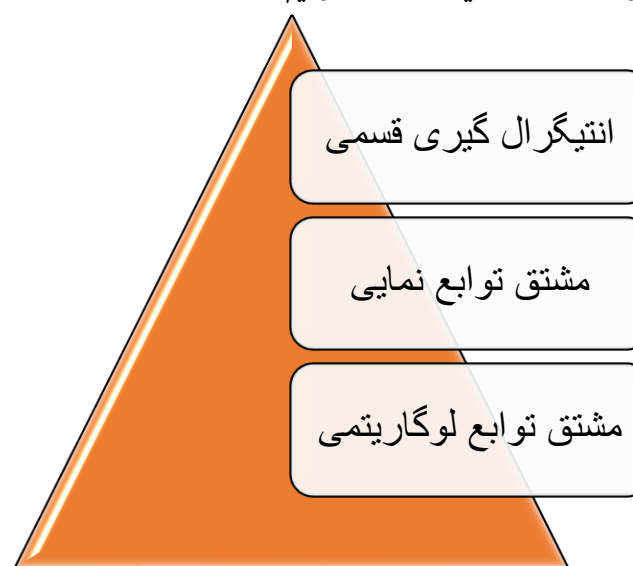 انتیگرال گیری قسمی
مشتق توابع نمایی
مشتق توابع لوگاریتمی